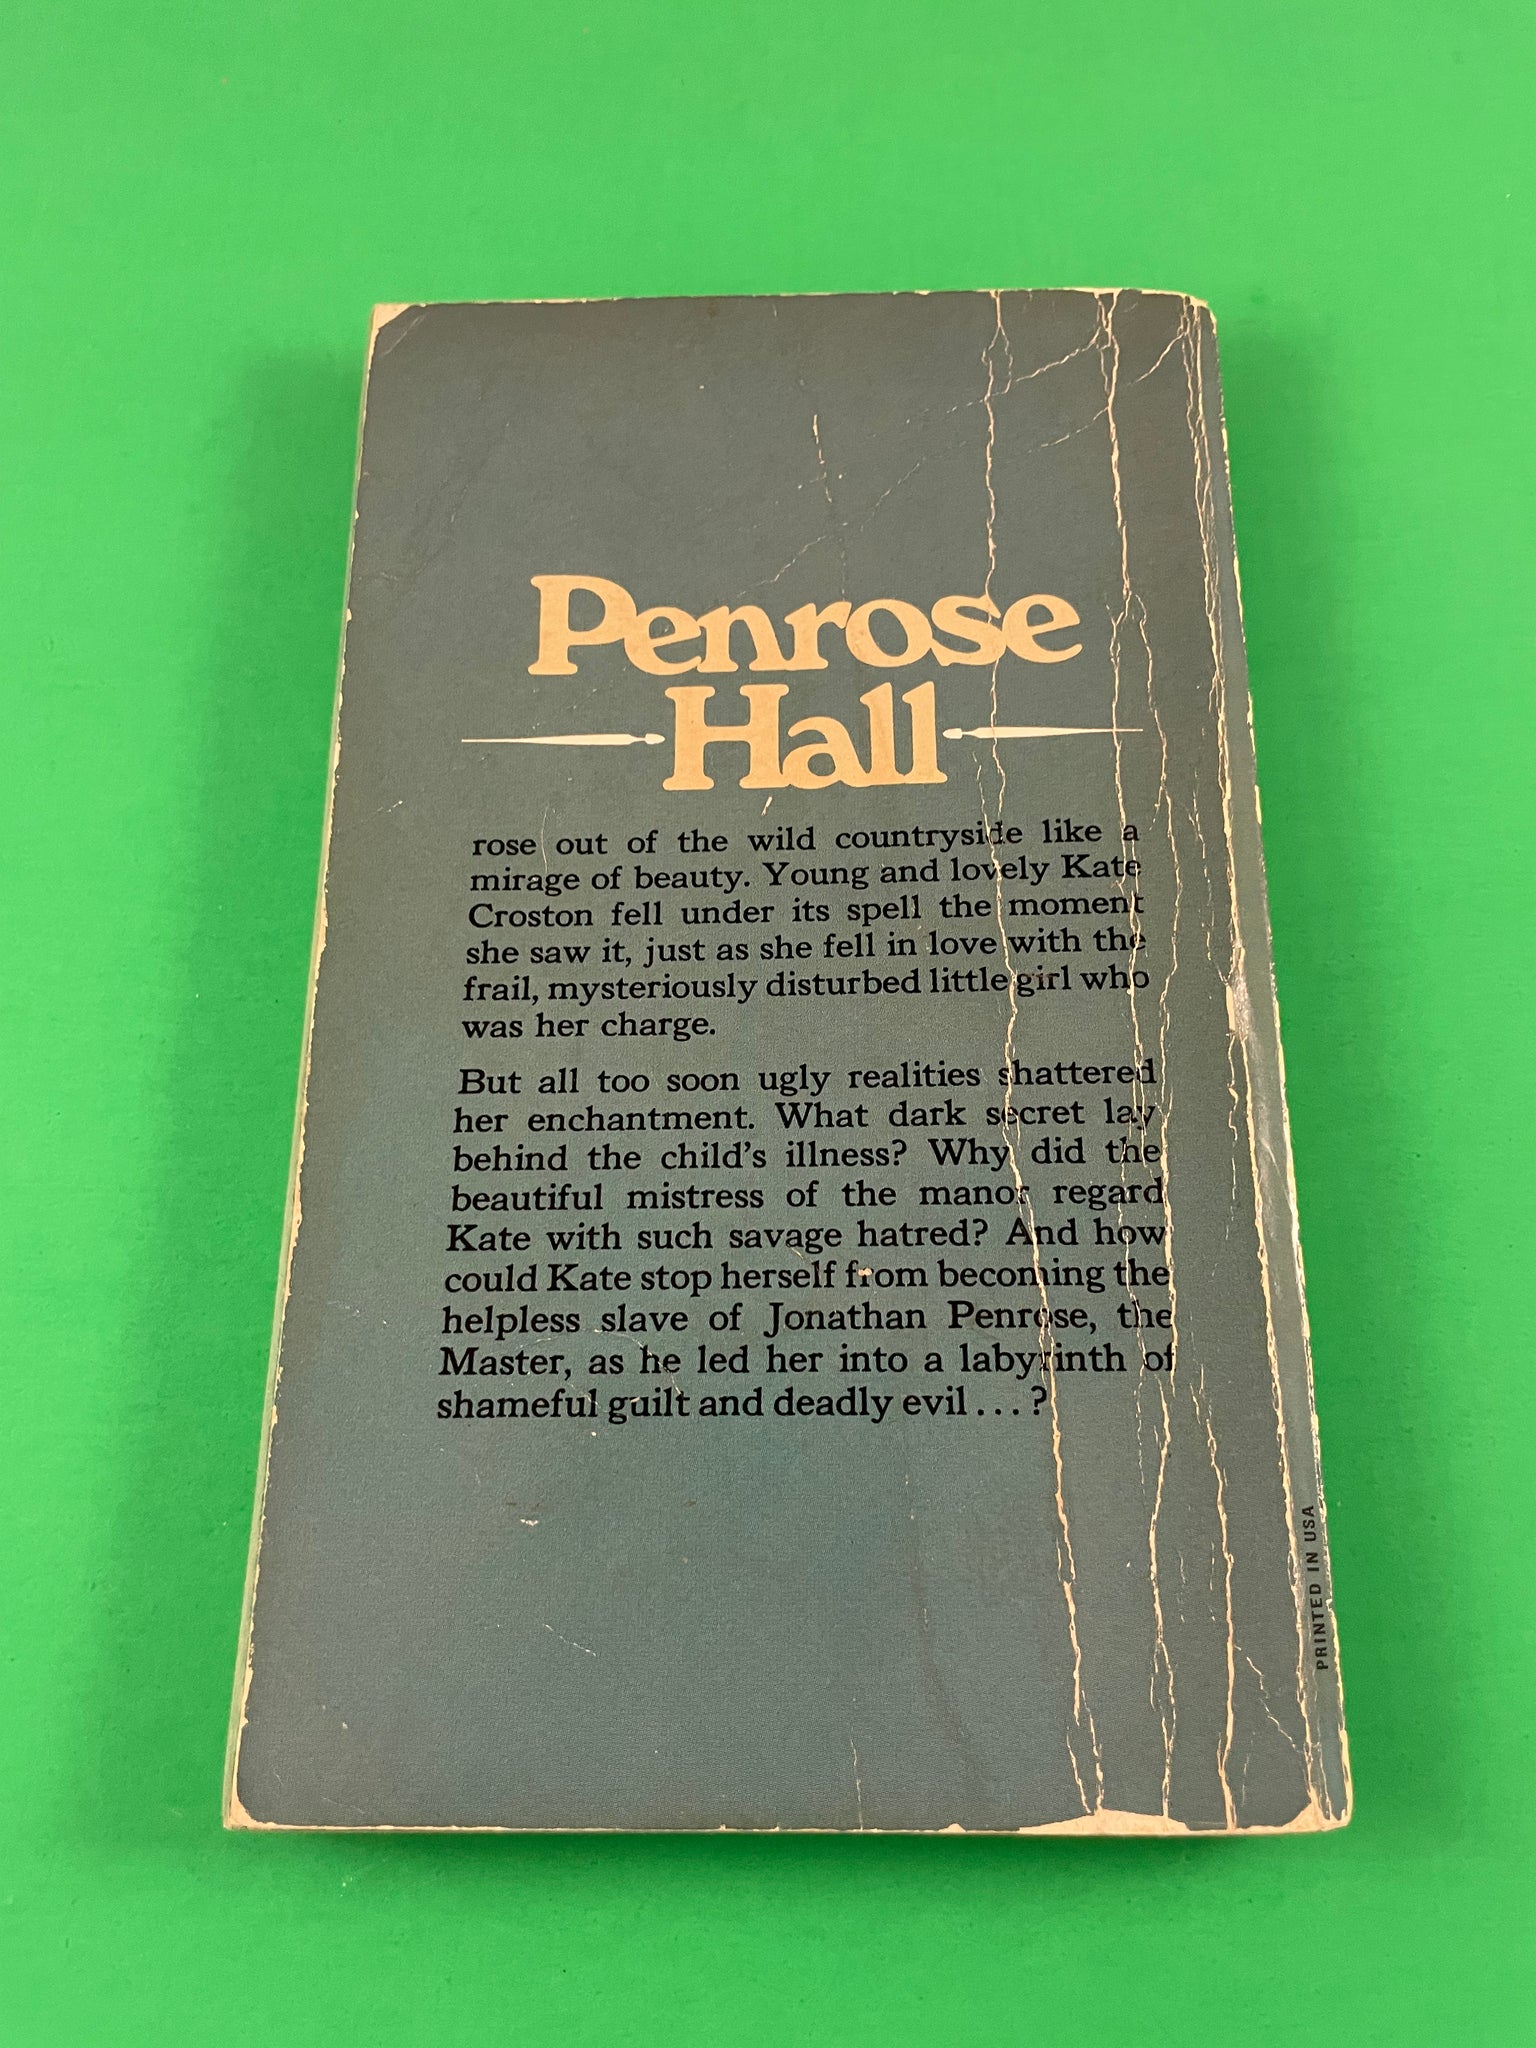 Penrose
Hall
rose out of the wild countryside like a
mirage of beauty. Young and lovely Kate
Croston fell under its spell the moment
she saw it, just as she fell in love with the
frail, mysteriously disturbed little girl who
was her charge.
But all too soon ugly realities shattered
her enchantment. What dark secret lay
behind the child's illness? Why did the
beautiful mistress of the manor regard
Kate with such savage hatred? And how
could Kate stop herself from becoming the
helpless slave of Jonathan Penrose, the
Master, as he led her into a labyrinth of
shameful guilt and deadly evil...?
PRINTED IN USA